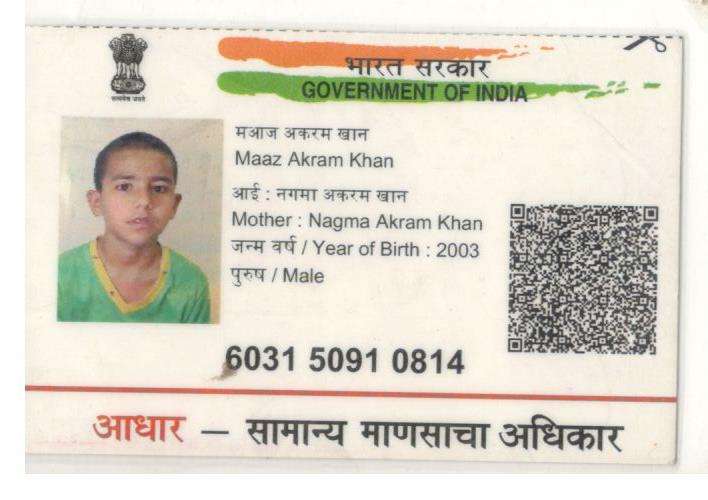 भारत सरकार
GOVERNMENT OF INDIA
सत्यमेव जयते
मआज अकरम खान
Maaz Akram Khan
आई : नगमा अकरम खान
Mother : Nagma Akram Khan
जन्म वर्ष / Year of Birth : 2003
पुरुष / Male
6031 5091 0814
आधार — सामान्य माणसाचा अधिकार